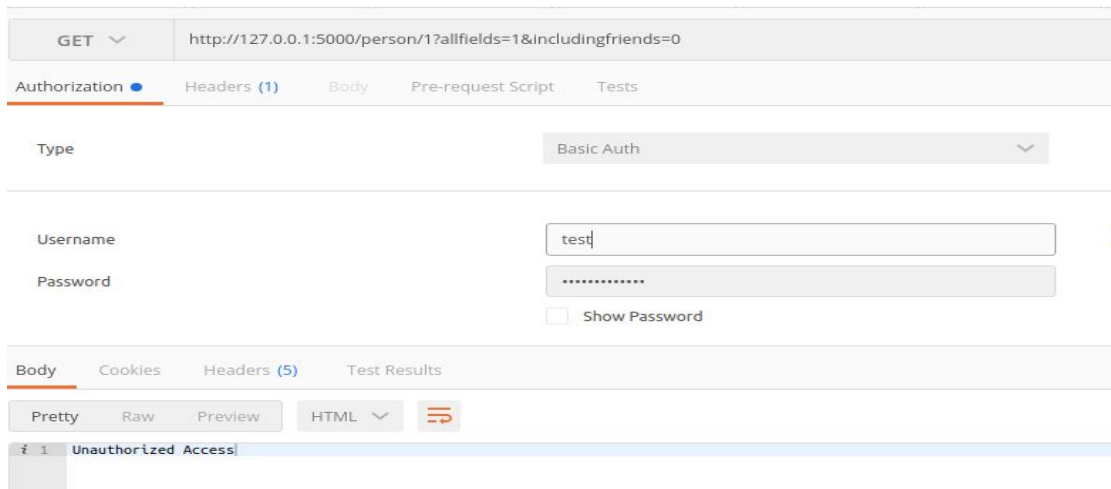 GET http://127.0.0.1:5000/person/1?allfields=1&includingfriends=0
Authorization Headers (1) Body Pre-request Script Tests
Type Basic Auth
Username test
Password •••••••••••••
Show Password
Body Cookies Headers (5) Test Results
Pretty Raw Preview HTML
i 1 Unauthorized Access